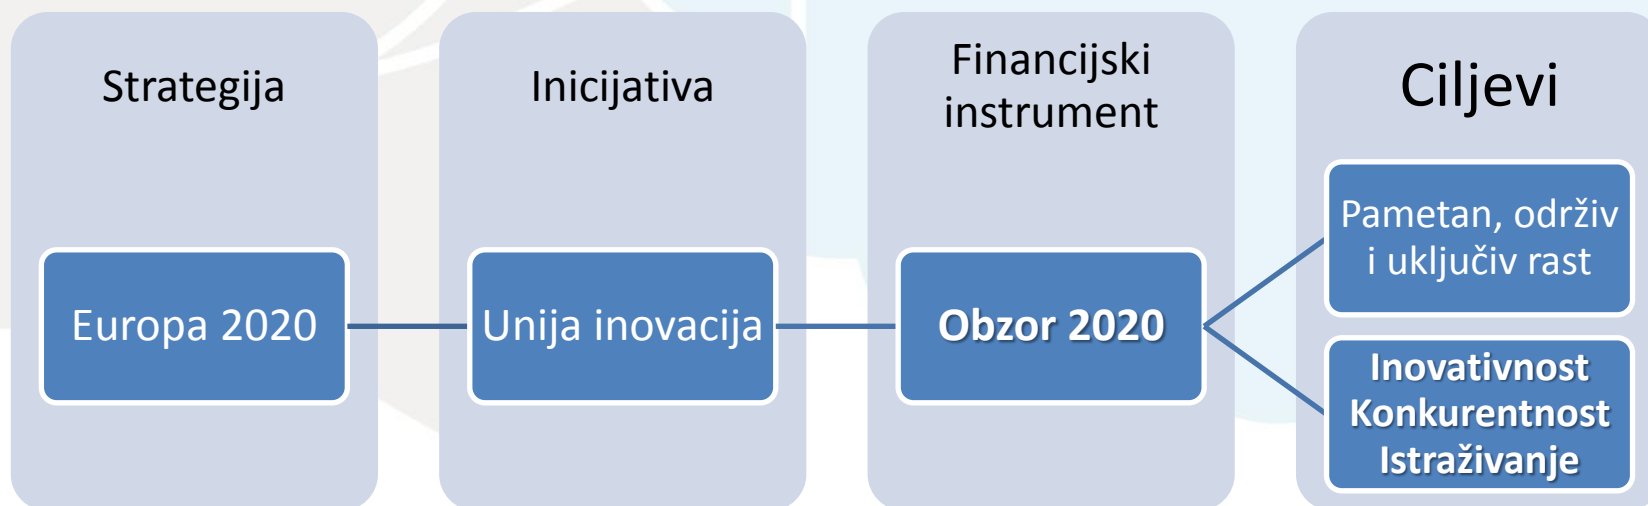 Strategija
Europa 2020
Inicijativa
Unija inovacija
Financijski
instrument
Obzor 2020
Ciljevi
Pametan, održiv
i uključiv rast
Inovativnost
Konkurentnost
Istraživanje